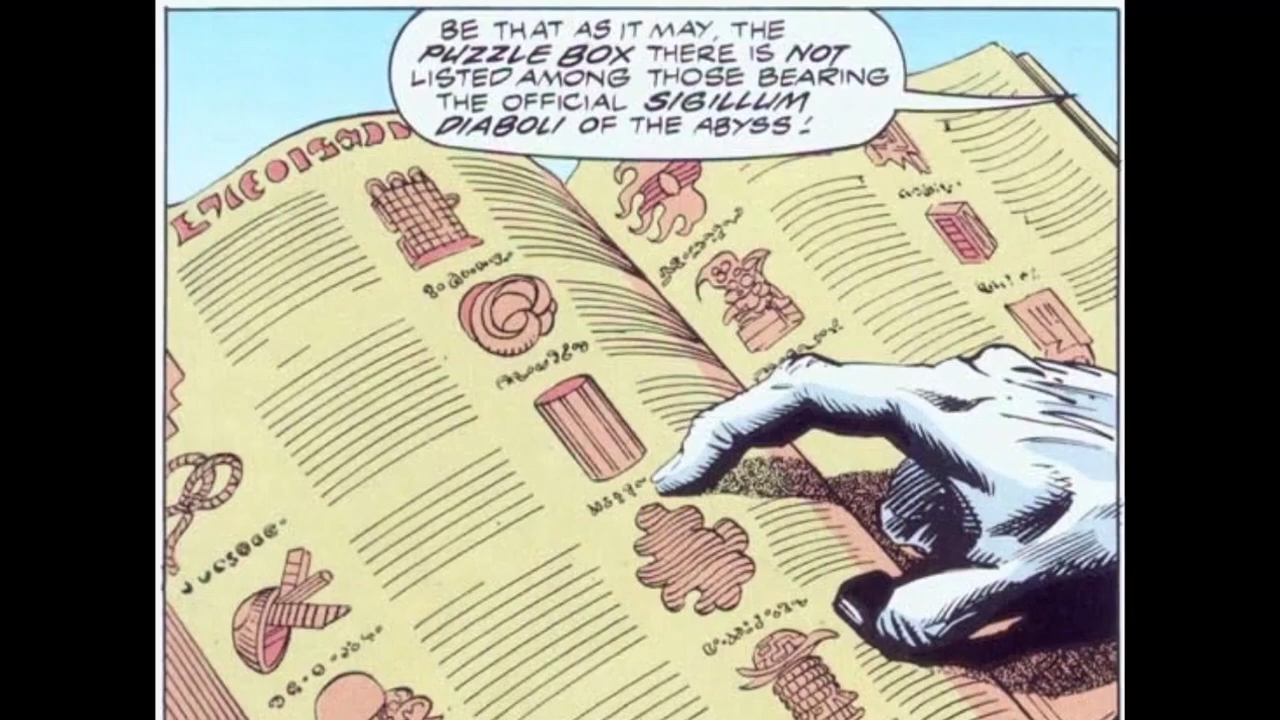 BE THAT AS IT MAY, THE
PUZZLE BOX THERE IS NOT
LISTED AMONG THOSE BEARING
THE OFFICIAL SIGILLUM
DIABOLI OF THE ABYSS!